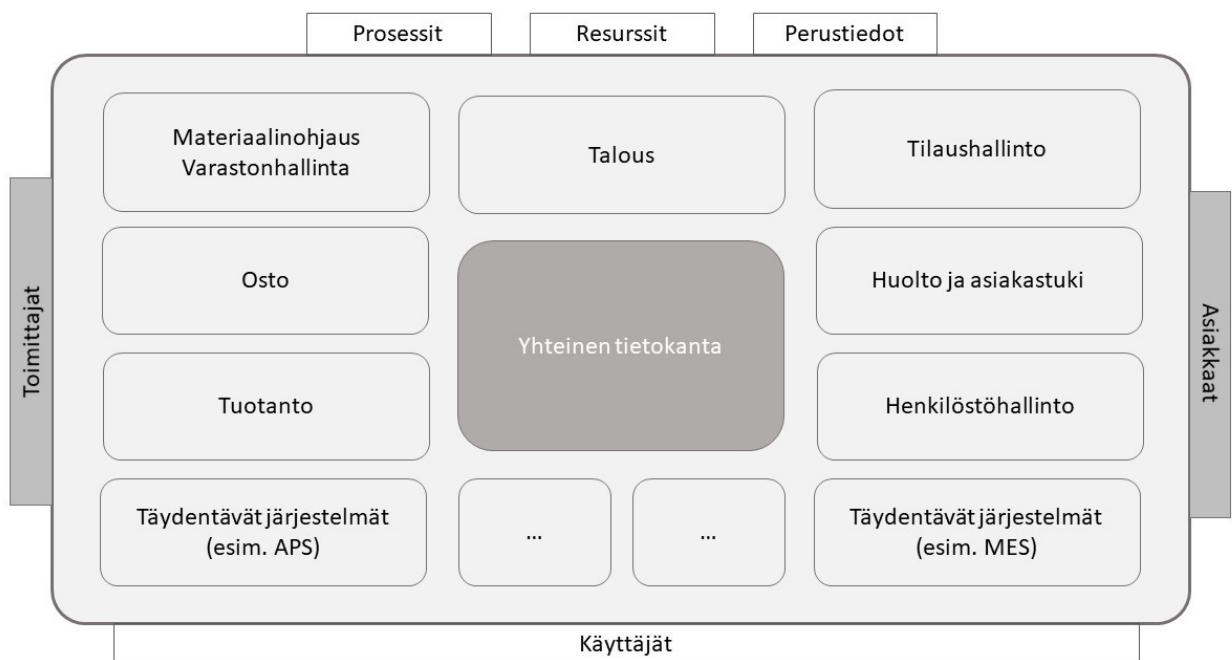 Prosessit
Resurssit
Perustiedot
Materiaalinohjaus
Varastonhallinta
Talous
Tilaushallinto
Toimittajat
Osto
Yhteinen tietokanta
Huolto ja asiakastuki
Asiakkaat
Tuotanto
Henkilöstöhallinto
Täydentävät järjestelmät
(esim. APS)
...
...
Täydentävät järjestelmät
(esim. MES)
Käyttäjät